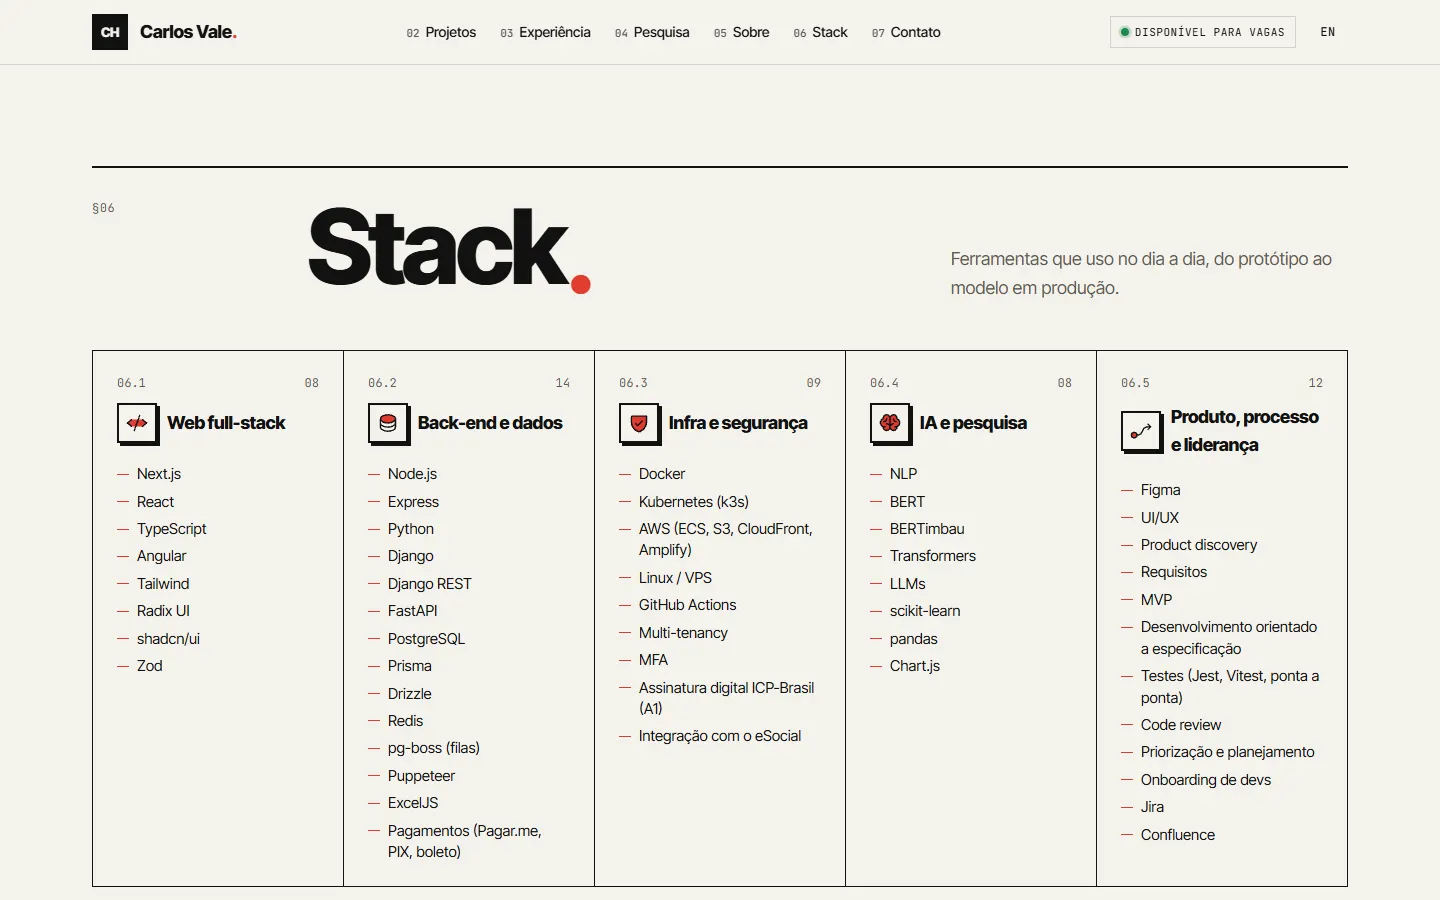 CH
Carlos Vale.
02 Projetos
03 Experiência
04 Pesquisa
05 Sobre
06 Stack
07 Contato
DISPONÍVEL PARA VAGAS
EN
§06
Stack.
Ferramentas que uso no dia a dia, do protótipo ao
modelo em produção.
06.1
08
Web full-stack
— Next.js
— React
— TypeScript
— Angular
— Tailwind
— Radix UI
— shadcn/ui
— Zod
06.2
14
Back-end e dados
— Node.js
— Express
— Python
— Django
— Django REST
— FastAPI
— PostgreSQL
— Prisma
— Drizzle
— Redis
— pg-boss (filas)
— Puppeteer
— ExcelJS
— Pagamentos (Pagar.me,
PIX, boleto)
06.3
09
Infra e segurança
— Docker
— Kubernetes (k3s)
— AWS (ECS, S3, CloudFront,
Amplify)
— Linux / VPS
— GitHub Actions
— Multi-tenancy
— MFA
— Assinatura digital ICP-Brasil
(A1)
— Integração com o eSocial
06.4
08
IA e pesquisa
— NLP
— BERT
— BERTimbau
— Transformers
— LLMs
— scikit-learn
— pandas
— Chart.js
06.5
12
Produto, processo
e liderança
— Figma
— UI/UX
— Product discovery
— Requisitos
— MVP
— Desenvolvimento orientado
a especificação
— Testes (Jest, Vitest, ponta a
ponta)
— Code review
— Priorização e planejamento
— Onboarding de devs
— Jira
— Confluence